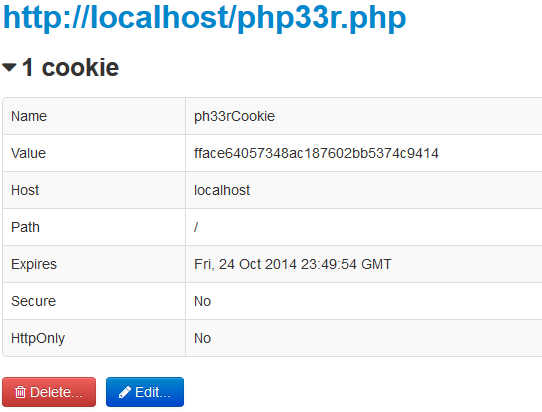 http://localhost/php33r.php
1 cookie
Name ph33rCookie
Value fface64057348ac187602bb5374c9414
Host localhost
Path /
Expires Fri, 24 Oct 2014 23:49:54 GMT
Secure No
HttpOnly No
Delete... Edit...